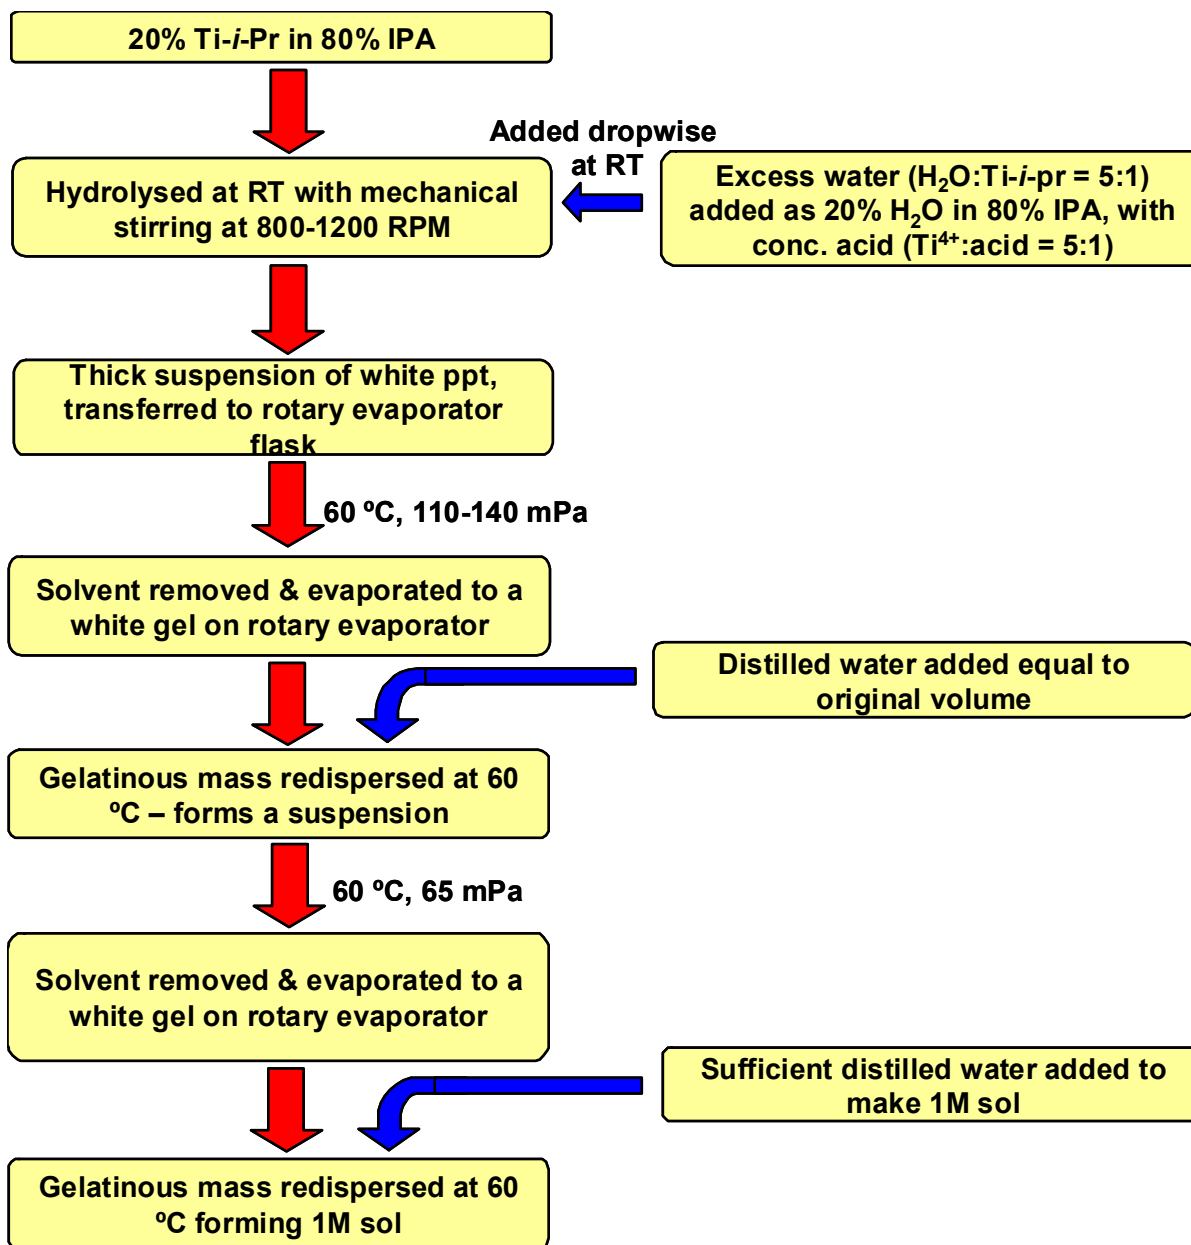 20% Ti-i-Pr in 80% IPA
Added dropwise
at RT
Hydrolysed at RT with mechanical
stirring at 800-1200 RPM
Excess water (H₂O:Ti-i-pr = 5:1)
added as 20% H₂O in 80% IPA, with
conc. acid (Ti⁴⁺:acid = 5:1)
Thick suspension of white ppt,
transferred to rotary evaporator
flask
60 ºC, 110-140 mPa
Solvent removed & evaporated to a
white gel on rotary evaporator
Distilled water added equal to
original volume
Gelatinous mass redispersed at 60
ºC – forms a suspension
60 ºC, 65 mPa
Solvent removed & evaporated to a
white gel on rotary evaporator
Sufficient distilled water added to
make 1M sol
Gelatinous mass redispersed at 60
ºC forming 1M sol